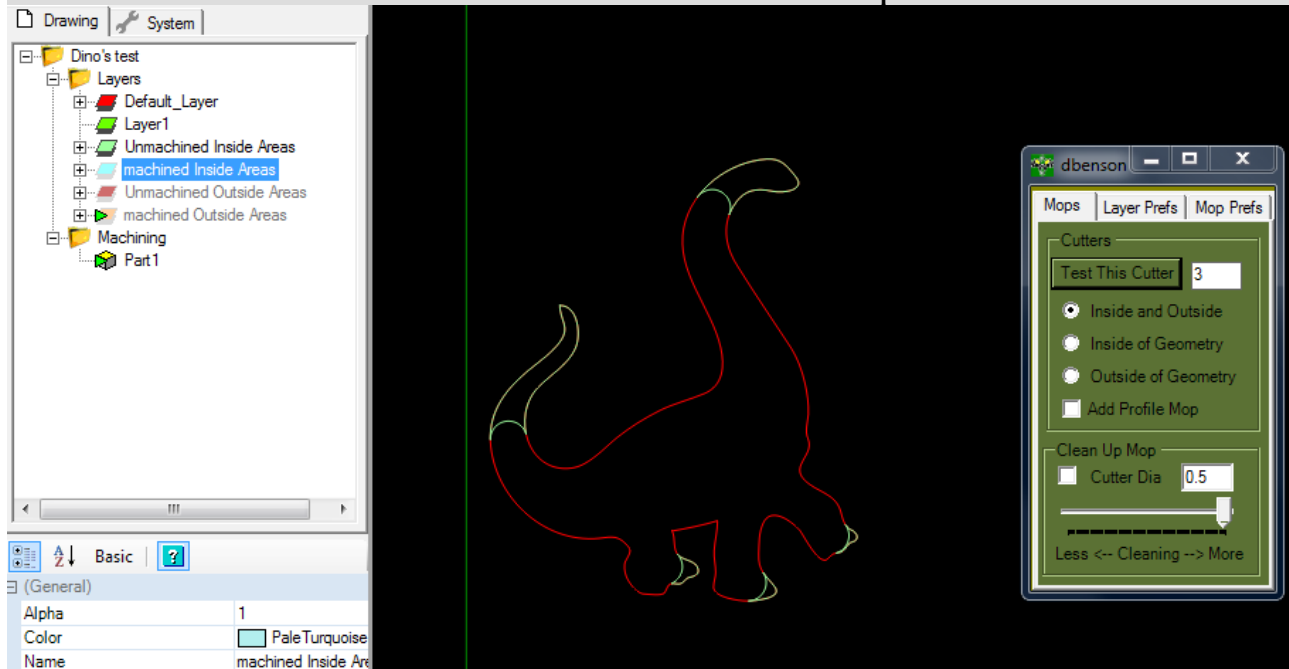 Drawing
System
Dino's test
Layers
Default_Layer
Layer1
Unmachined Inside Areas
machined Inside Areas
Unmachined Outside Areas
machined Outside Areas
Machining
Part1
Basic
(General)
Alpha 1
Color PaleTurquoise
Name machined Inside Are
dbenson
Mops Layer Prefs Mop Prefs
Cutters
Test This Cutter 3
Inside and Outside
Inside of Geometry
Outside of Geometry
Add Profile Mop
Clean Up Mop
Cutter Dia 0.5
Less <-- Cleaning --> More